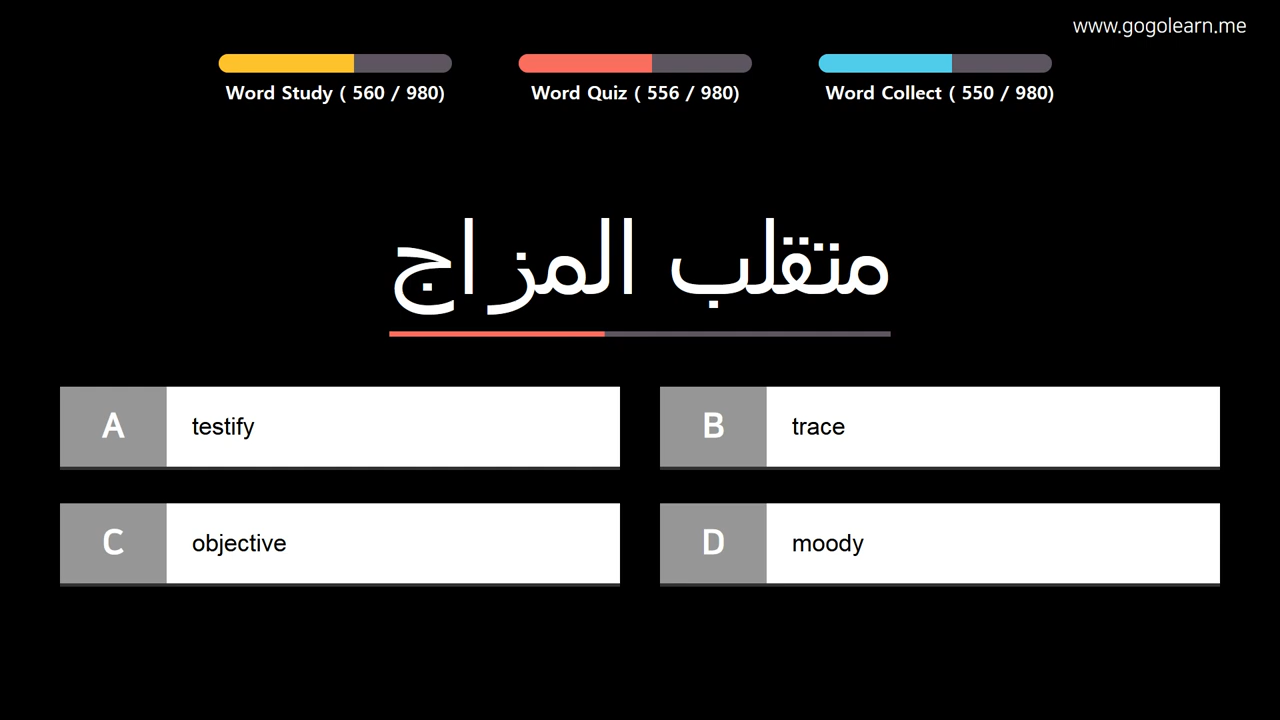 www.gogolearn.me
Word Study ( 560 / 980)
Word Quiz ( 556 / 980)
Word Collect ( 550 / 980)
متقلب المزاج
A testify
B trace
C objective
D moody